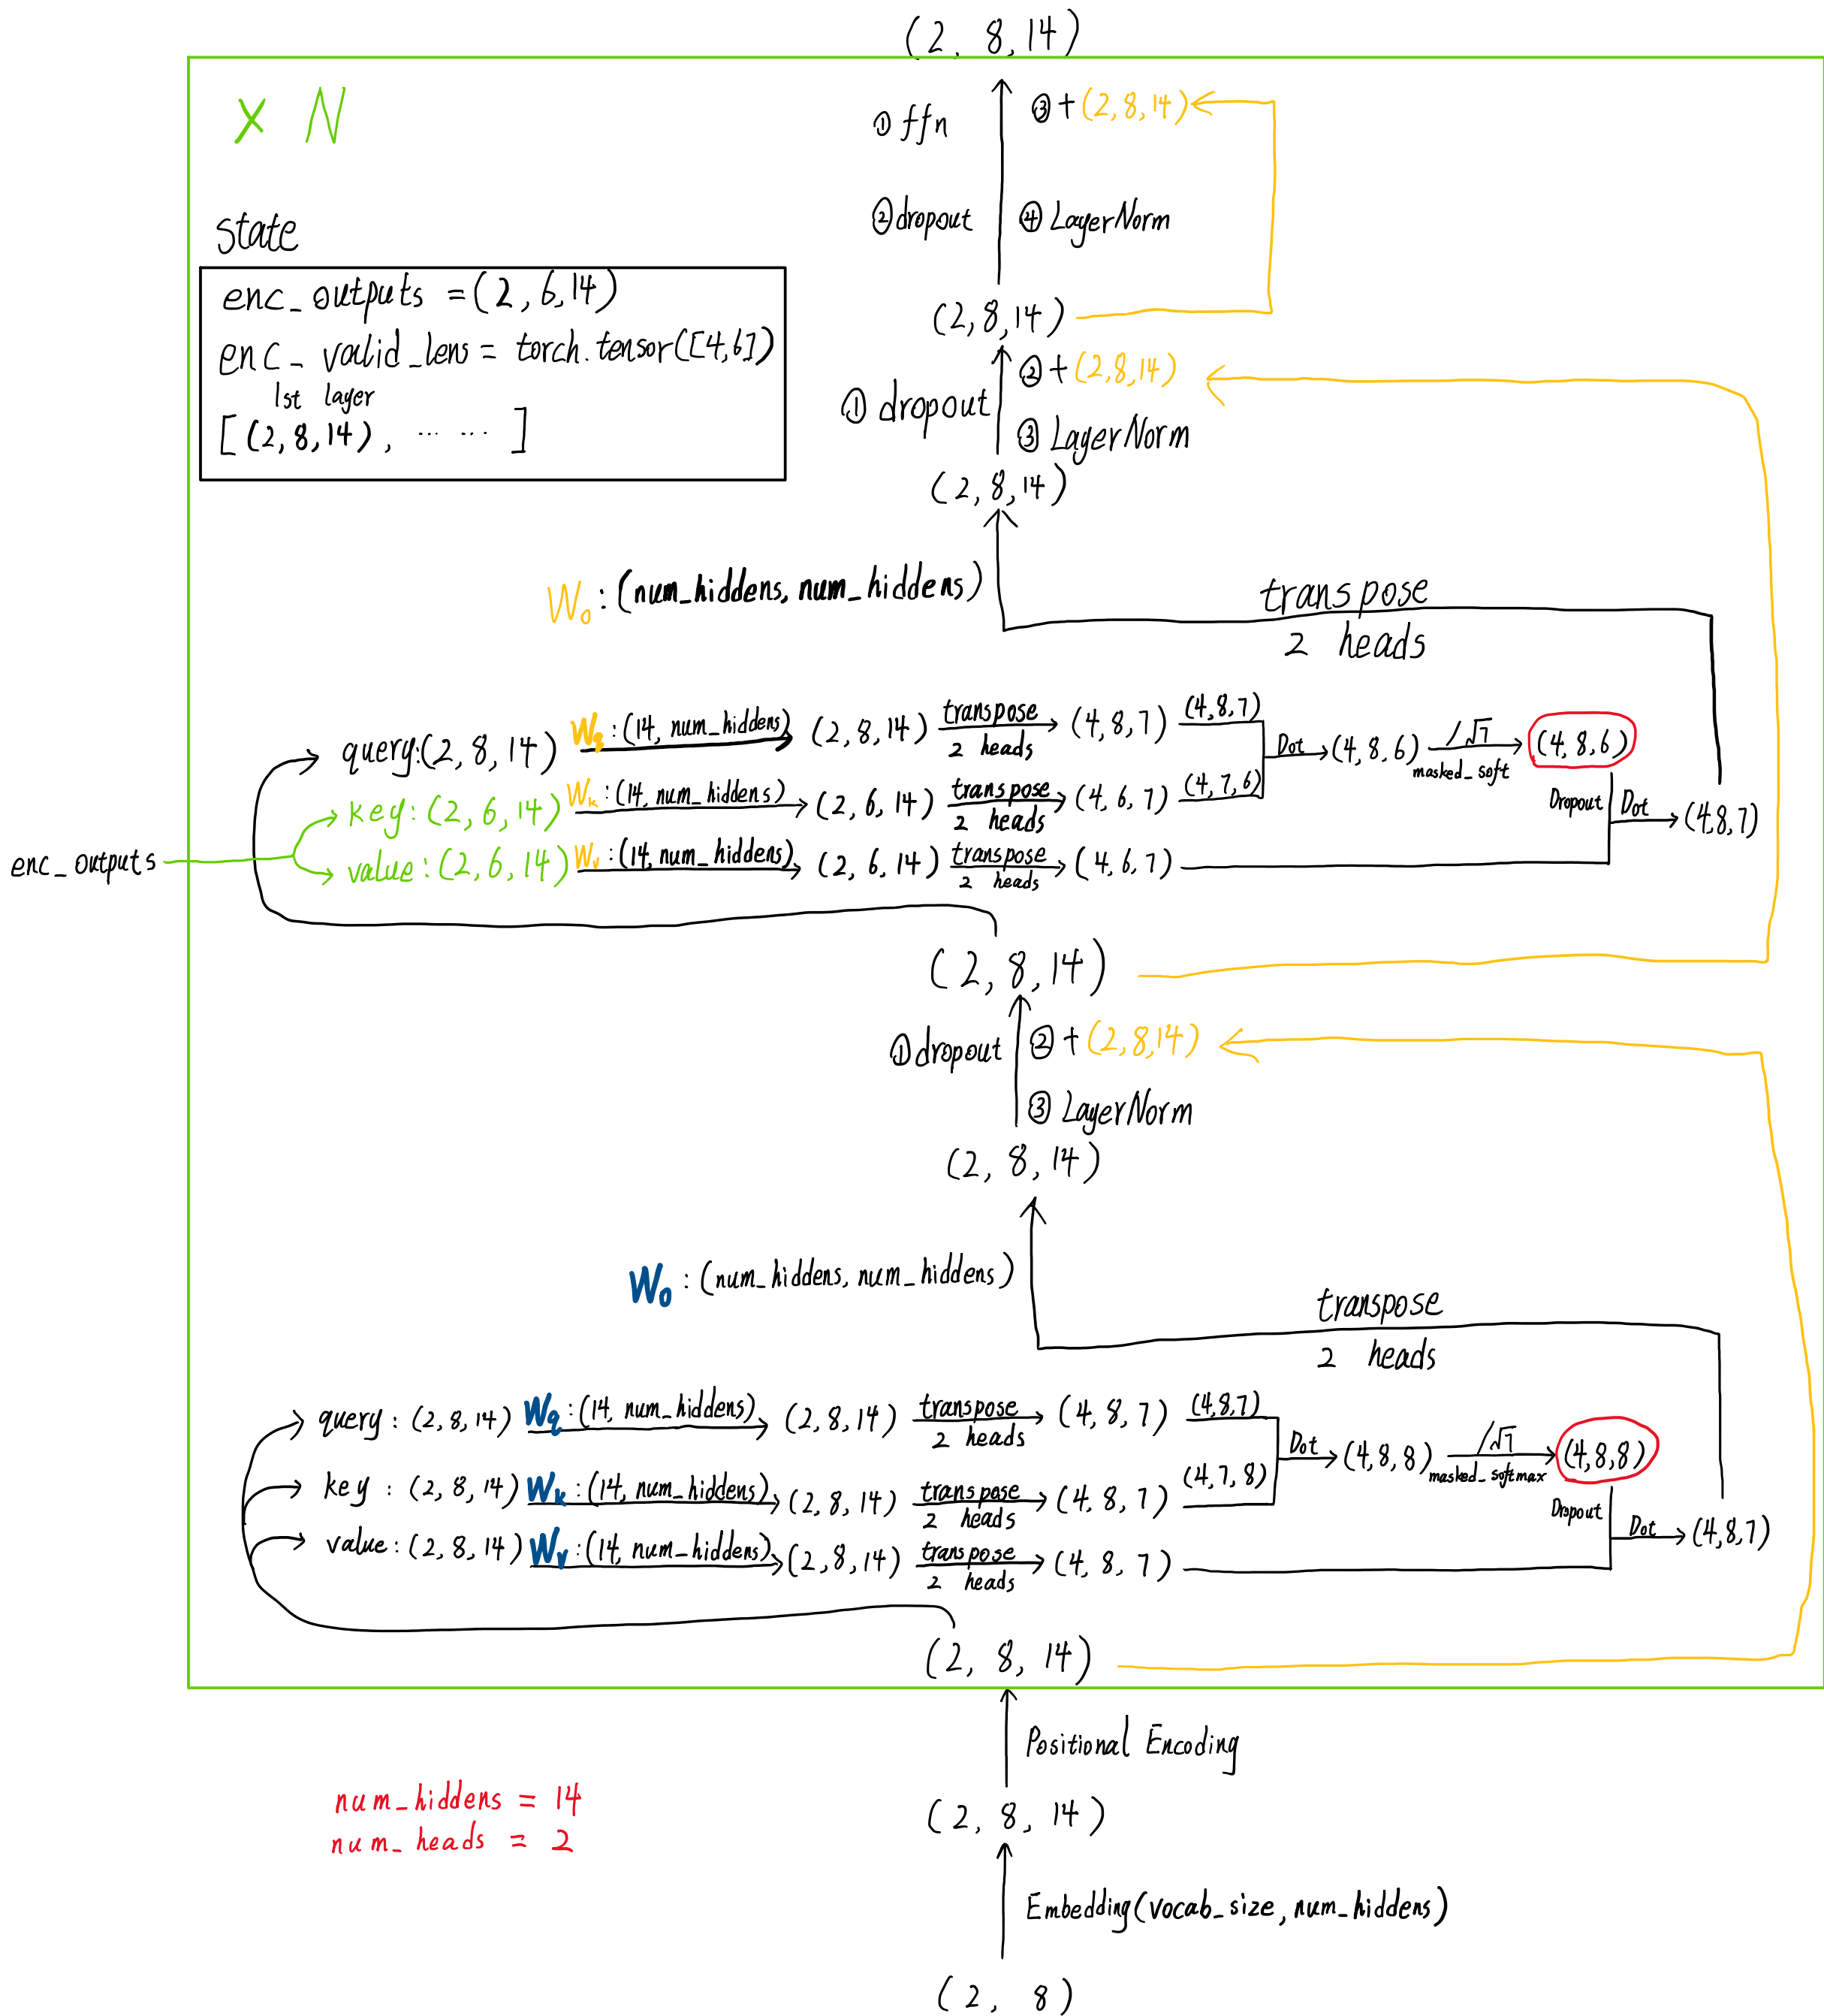 (2, 8, 14)
× N
① ffn
③ + (2, 8, 14)
② dropout
④ LayerNorm
state
enc_outputs = (2, 6, 14)
enc_valid_lens = torch.tensor([4,6])
1st layer
[(2, 8, 14), ... ...]
(2, 8, 14)
① dropout
② + (2, 8, 14)
③ LayerNorm
(2, 8, 14)
Wo : (num_hiddens, num_hiddens)
transpose
2 heads
query: (2, 8, 14) Wq : (14, num_hiddens) (2, 8, 14) transpose 2 heads (4, 8, 7) (4, 8, 7)
Dot (4, 8, 6) /√7 masked_soft (4, 8, 6)
key: (2, 6, 14) Wk : (14, num_hiddens) (2, 6, 14) transpose 2 heads (4, 6, 7) (4, 7, 6)
Dropout Dot (4, 8, 7)
enc_outputs
value: (2, 6, 14) Wv : (14, num_hiddens) (2, 6, 14) transpose 2 heads (4, 6, 7)
(2, 8, 14)
① dropout
② + (2, 8, 14)
③ LayerNorm
(2, 8, 14)
Wo : (num_hiddens, num_hiddens)
transpose
2 heads
query : (2, 8, 14) Wq : (14, num_hiddens) (2, 8, 14) transpose 2 heads (4, 8, 7) (4, 8, 7)
Dot (4, 8, 8) /√7 masked_softmax (4, 8, 8)
key : (2, 8, 14) Wk : (14, num_hiddens) (2, 8, 14) transpose 2 heads (4, 8, 7) (4, 7, 8)
Dropout Dot (4, 8, 7)
value : (2, 8, 14) Wv : (14, num_hiddens) (2, 8, 14) transpose 2 heads (4, 8, 7)
(2, 8, 14)
Positional Encoding
num_hiddens = 14
num_heads = 2
(2, 8, 14)
Embedding(vocab_size, num_hiddens)
(2, 8)